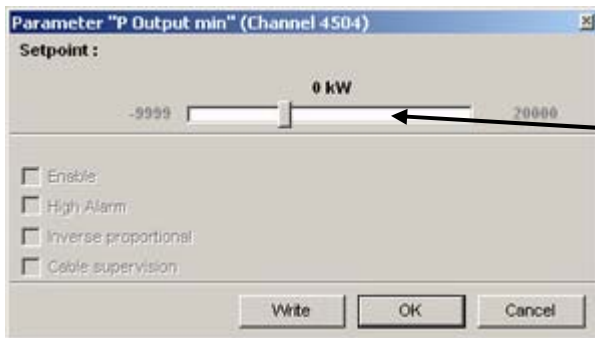 Parameter "P Output min" (Channel 4504)
Setpoint :
0 kW
-9999 20000
Enable
High Alarm
Inverse proportional
Cable supervision
Write OK Cancel